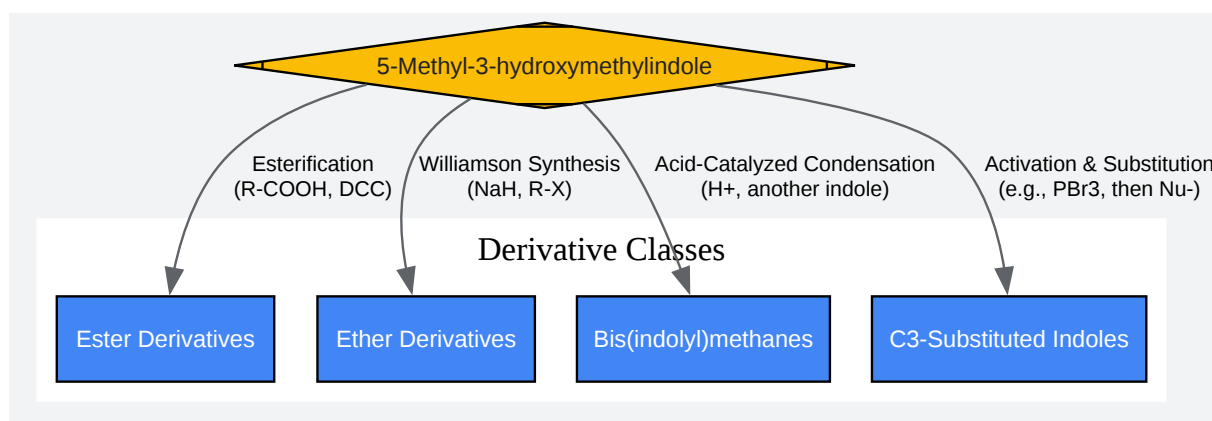 5-Methyl-3-hydroxymethylindole
Esterification
(R-COOH, DCC)
Williamson Synthesis
(NaH, R-X)
Acid-Catalyzed Condensation
(H+, another indole)
Activation & Substitution
(e.g., PBr3, then Nu-)
Derivative Classes
Ester Derivatives
Ether Derivatives
Bis(indolyl)methanes
C3-Substituted Indoles